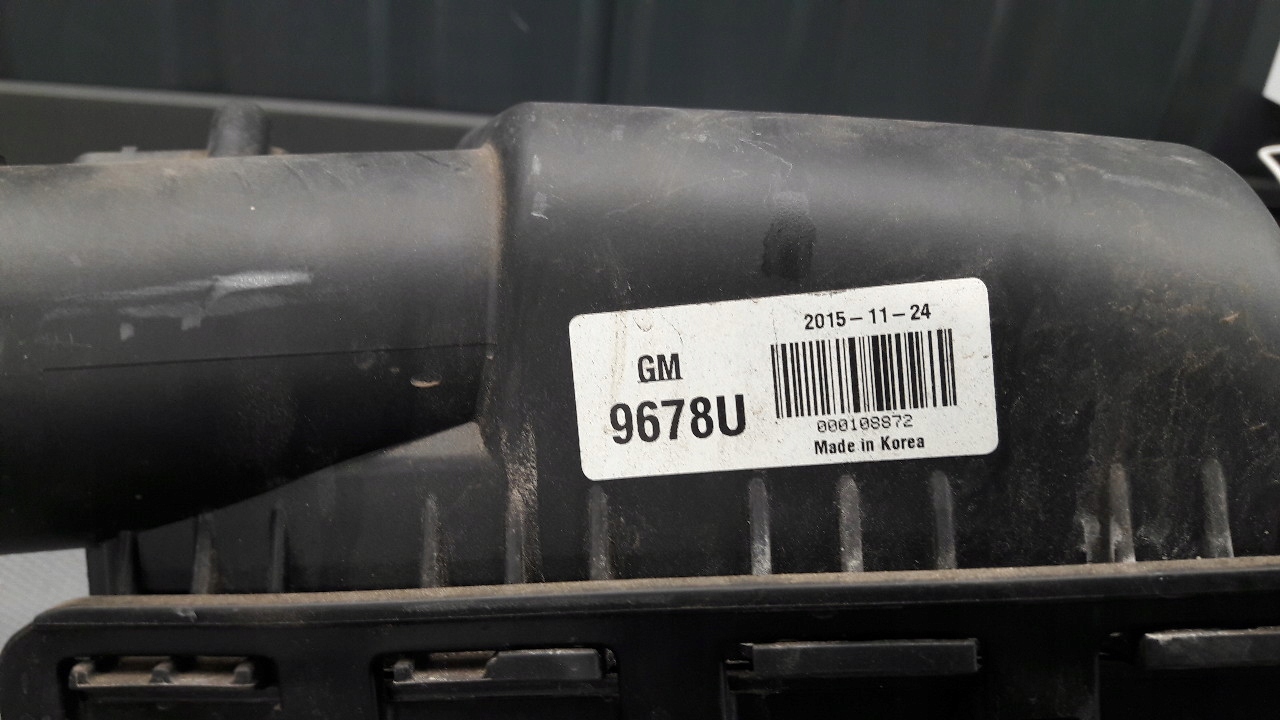 GM
9678U
2015-11-24
000108872
Made in Korea